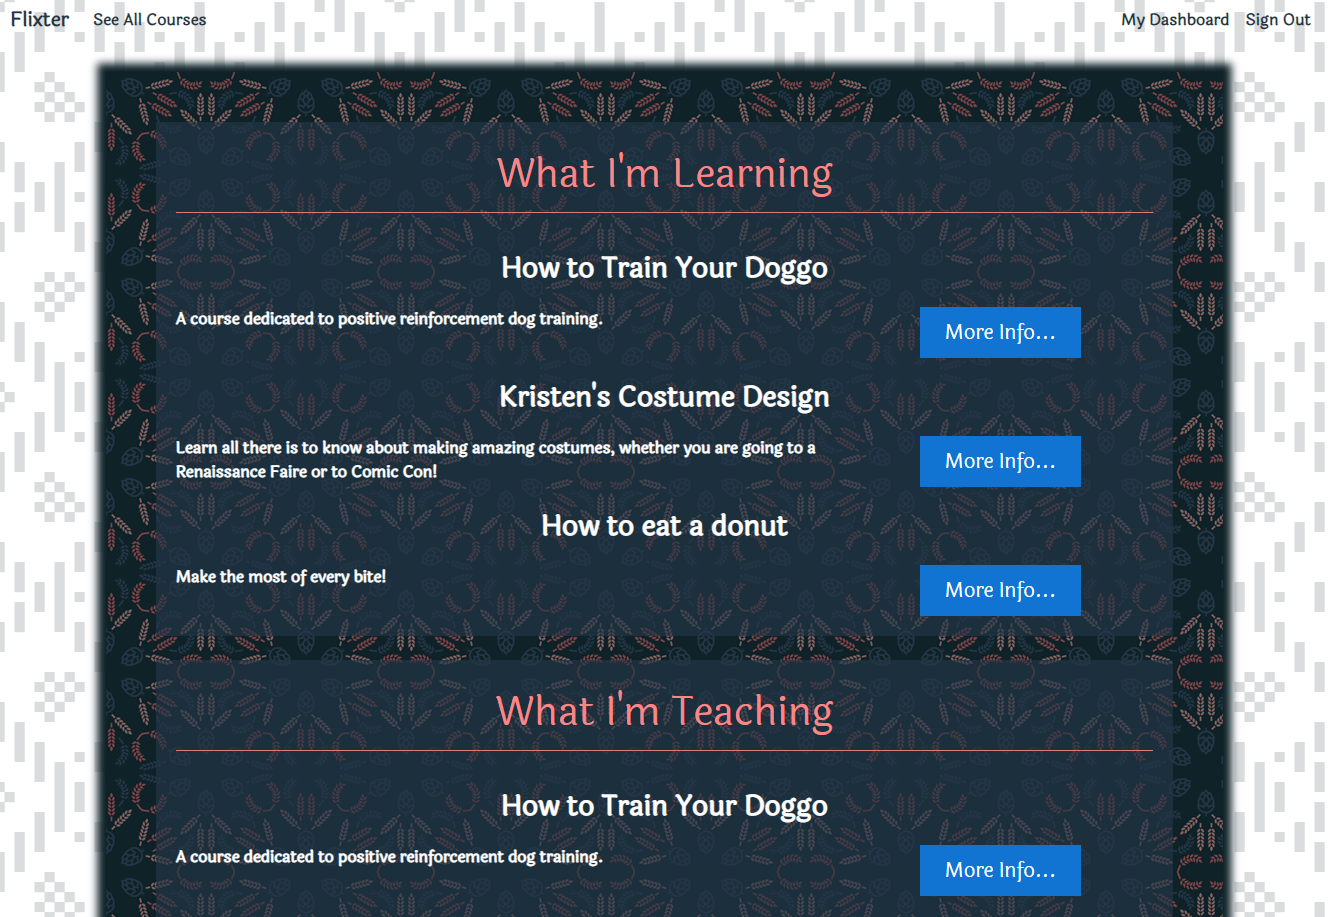 Flixter See All Courses My Dashboard Sign Out
What I'm Learning
How to Train Your Doggo
A course dedicated to positive reinforcement dog training.
More Info...
Kristen's Costume Design
Learn all there is to know about making amazing costumes, whether you are going to a
Renaissance Faire or to Comic Con!
More Info...
How to eat a donut
Make the most of every bite!
More Info...
What I'm Teaching
How to Train Your Doggo
A course dedicated to positive reinforcement dog training.
More Info...